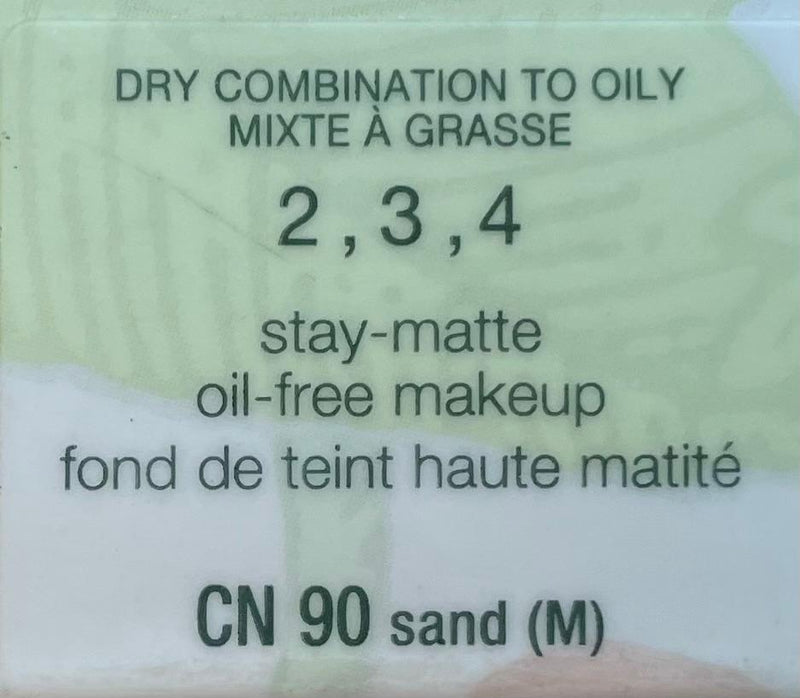 DRY COMBINATION TO OILY
MIXTE À GRASSE
2 , 3 , 4
stay-matte
oil-free makeup
fond de teint haute matité
CN 90 sand (M)